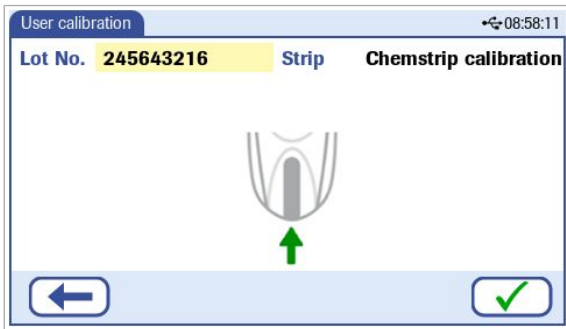 User calibration 08:58:11
Lot No. 245643216 Strip Chemstrip calibration